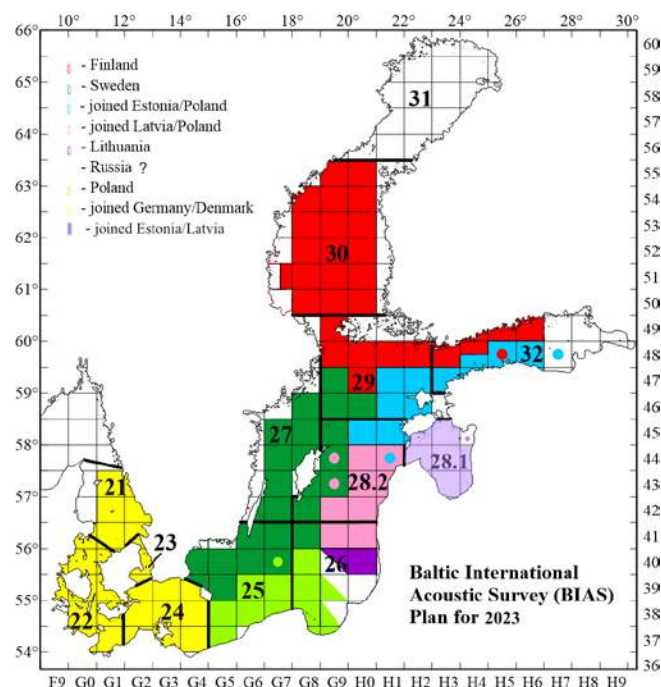 8° 10° 12° 14° 16° 18° 20° 22° 24° 26° 28° 30°
66° 60
- Finland 59
65° - Sweden 58
- joined Estonia/Poland 31 57
64° - joined Latvia/Poland 56
- Lithuania 55
- Russia ?
63° - Poland 54
- joined Germany/Denmark 53
62° - joined Estonia/Latvia 52
30 51
61° 50
49
60° 32 48
29 47
59° 46
27 45
58° 28.1 44
21 28.2 43
57° 42
23 41
56° 26 40
Baltic International
Acoustic Survey (BIAS)
Plan for 2023
22 24 25 39
55° 38
37
54° 36
F9 G0 G1 G2 G3 G4 G5 G6 G7 G8 G9 H0 H1 H2 H3 H4 H5 H6 H7 H8 H9